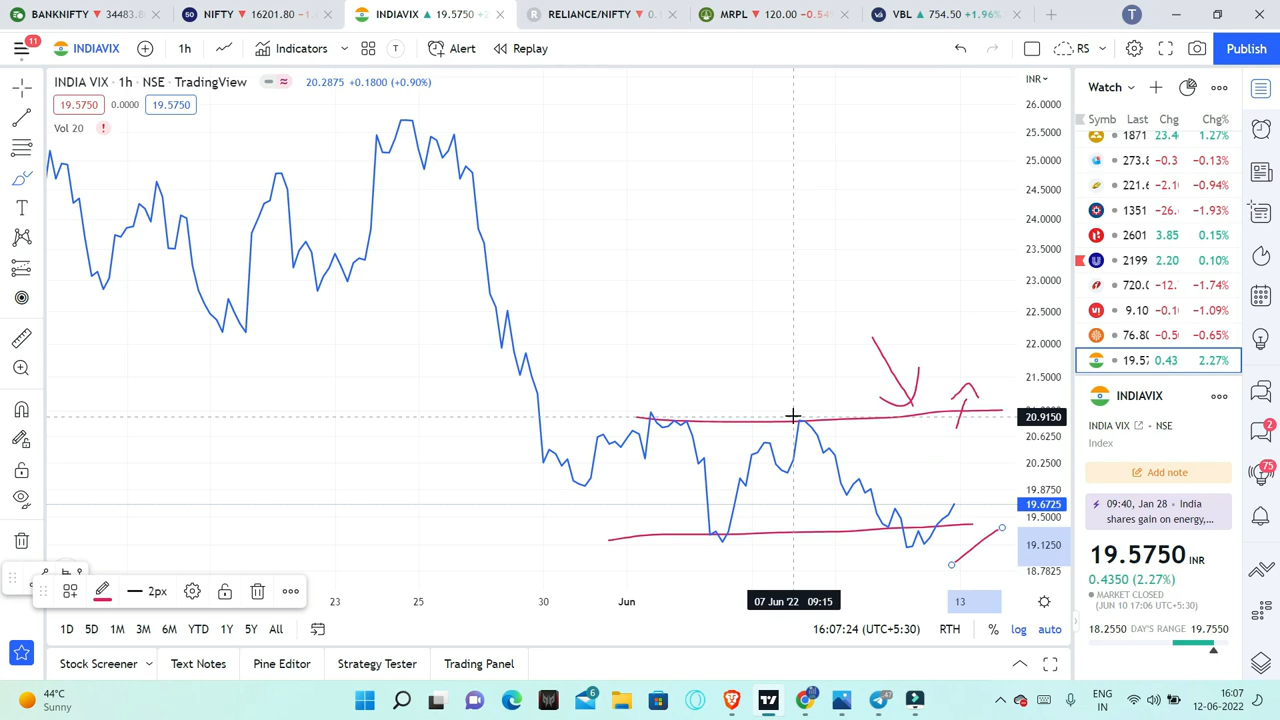 BANKNIFTY ▼ 34483.80
50 NIFTY ▼ 16201.80 −1.
INDIAVIX ▲ 19.5750
R RELIANCE/NIFTY ▼
MRPL ▼ 120.00 −0.54%
VBL ▲ 754.50 +1.96%
T
11
INDIAVIX
1h
Indicators
T
Alert
Replay
RS
Publish
INDIA VIX · 1h · NSE · TradingView
20.2875 +0.1800 (+0.90%)
INR
19.5750 0.0000 19.5750
Vol 20 !
26.0000
25.5000
25.0000
24.5000
24.0000
23.5000
23.0000
22.5000
22.0000
21.5000
20.9150
20.6250
20.2500
19.8750
19.6725
19.5000
19.1250
18.7825
2px
23
25
30
Jun
07 Jun '22 09:15
13
1D 5D 1M 3M 6M YTD 1Y 5Y All
16:07:24 (UTC+5:30)
RTH
%
log
auto
Stock Screener
Text Notes
Pine Editor
Strategy Tester
Trading Panel
Watch
Symb Last Chg Chg%
1871 23.4 1.27%
273.8 −0.3 −0.13%
221.6 −2.1 −0.94%
1351 −26. −1.93%
2601 3.85 0.15%
2199 2.20 0.10%
720.0 −12. −1.74%
9.10 −0.1 −1.09%
76.80 −0.5 −0.65%
19.57 0.43 2.27%
INDIAVIX
INDIA VIX • NSE
Index
Add note
09:40, Jan 28 • India
shares gain on energy,...
19.5750 INR
0.4350 (2.27%)
MARKET CLOSED
(JUN 10 17:06 UTC+5:30)
18.2550 DAY'S RANGE 19.7550
2
75
44°C
Sunny
6
ENG
IN
16:07
12-06-2022